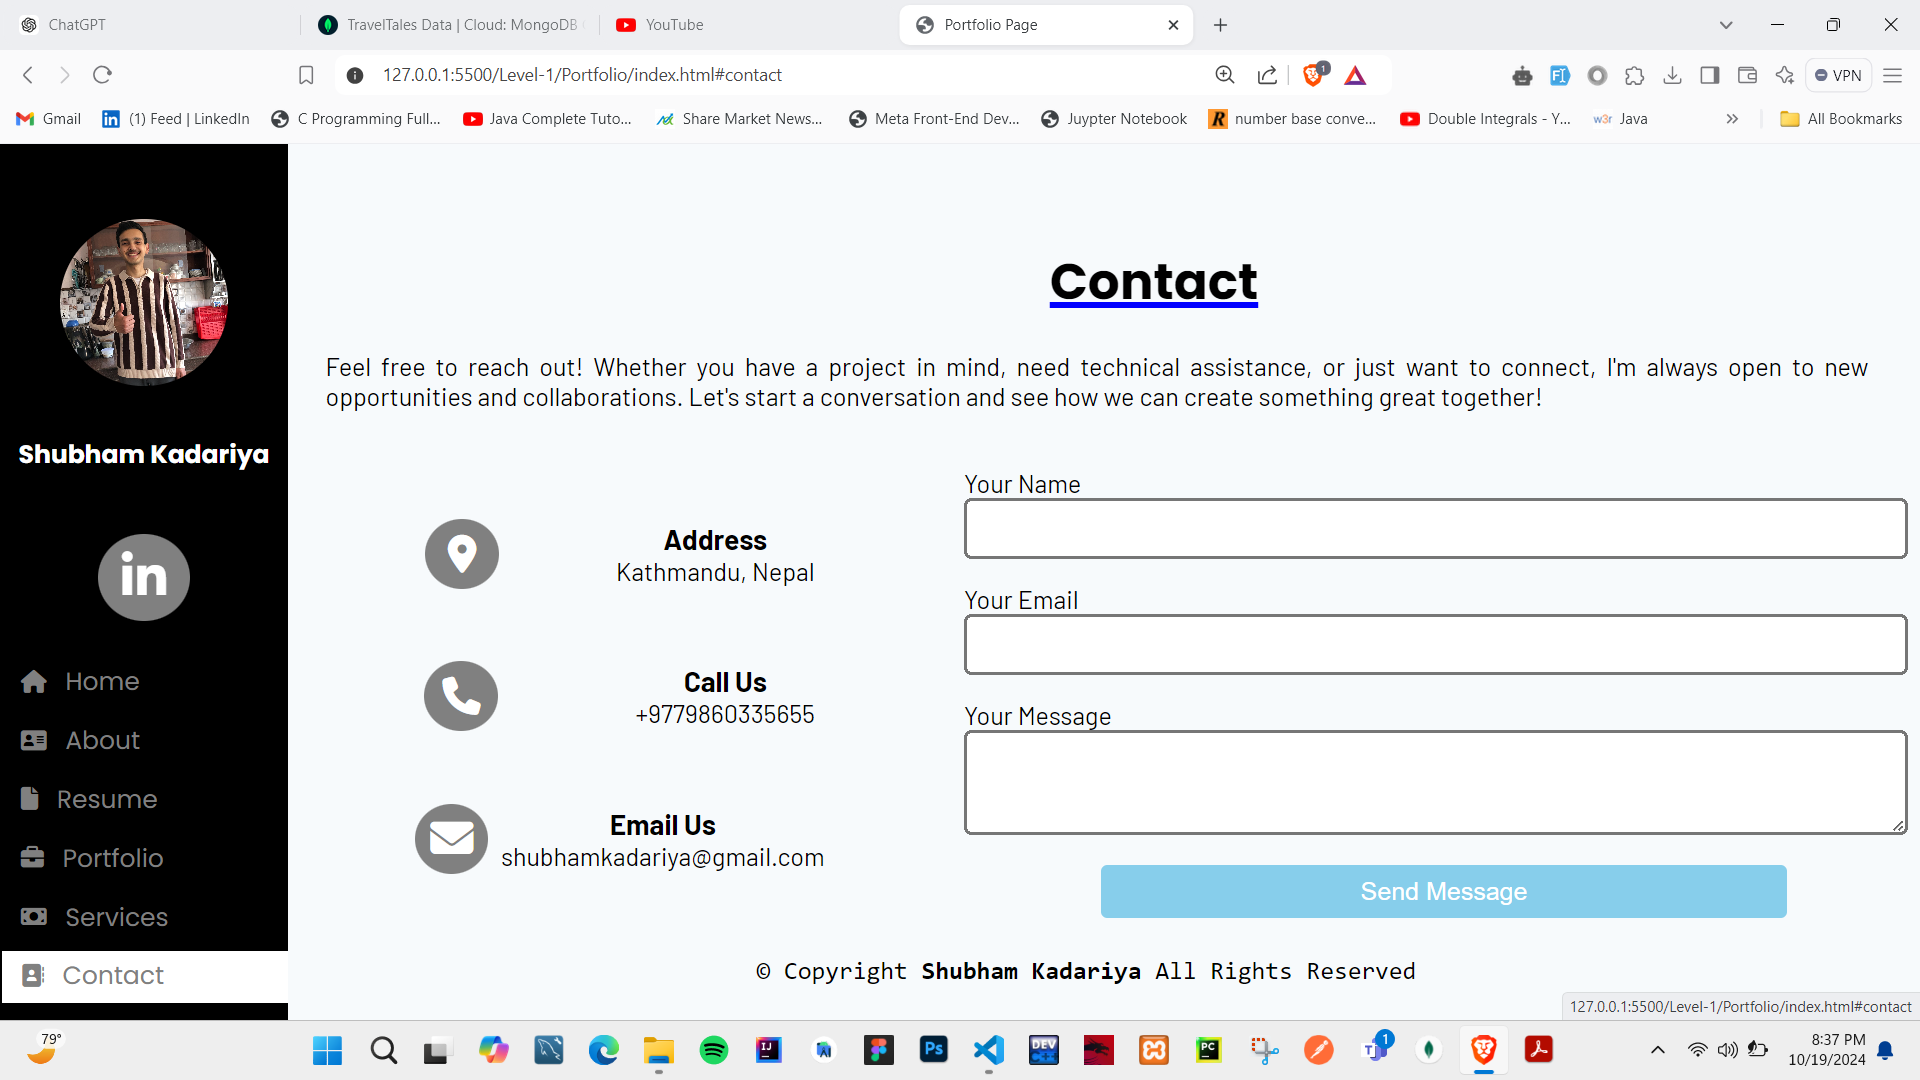 ChatGPT
TravelTales Data | Cloud: MongoDB
YouTube
Portfolio Page
127.0.0.1:5500/Level-1/Portfolio/index.html#contact
1
VPN
Gmail
(1) Feed | LinkedIn
C Programming Full...
Java Complete Tuto...
Share Market News...
Meta Front-End Dev...
Juypter Notebook
number base conve...
Double Integrals - Y...
w3r
Java
All Bookmarks
Contact
Feel free to reach out! Whether you have a project in mind, need technical assistance, or just want to connect, I'm always open to new
opportunities and collaborations. Let's start a conversation and see how we can create something great together!
Shubham Kadariya
in
Home
About
Resume
Portfolio
Services
Contact
Address
Kathmandu, Nepal
Call Us
+9779860335655
Email Us
shubhamkadariya@gmail.com
Your Name
Your Email
Your Message
Send Message
© Copyright Shubham Kadariya All Rights Reserved
127.0.0.1:5500/Level-1/Portfolio/index.html#contact
79°
IJ
Ps
DEV
PC
1
8:37 PM
10/19/2024